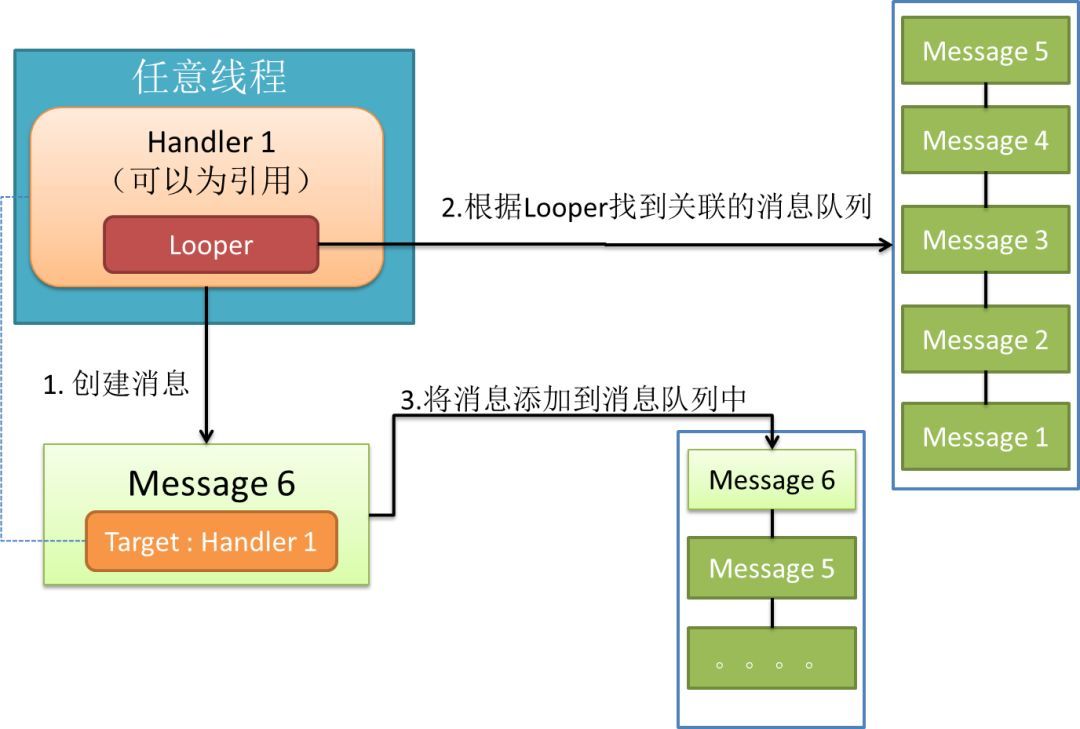 任意线程
Handler 1
（可以为引用）
Looper
2.根据Looper找到关联的消息队列
Message 5
Message 4
Message 3
Message 2
Message 1
1. 创建消息
3.将消息添加到消息队列中
Message 6
Target : Handler 1
Message 6
Message 5
。。。。